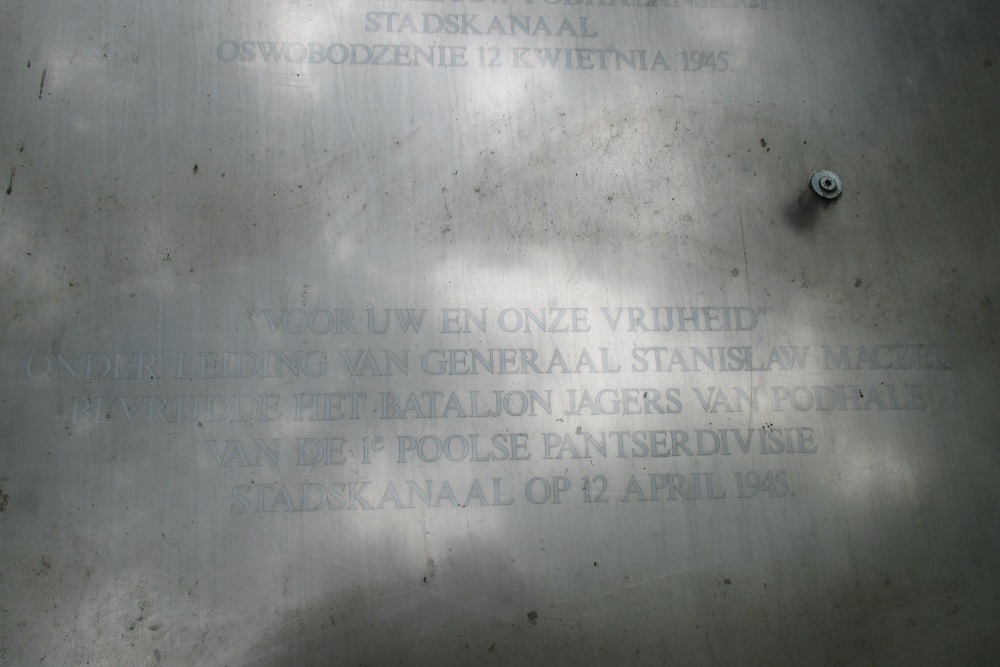 PODHALAŃSKICH
STADSKANAAL
OSWOBODZENIE 12 KWIETNIA 1945.
"VOOR UW EN ONZE VRIJHEID"
ONDER LEIDING VAN GENERAAL STANISLAW MACZEK
BEVRIJDDE HET BATALJON JAGERS VAN PODHALE
VAN DE 1e POOLSE PANTSERDIVISIE
STADSKANAAL OP 12 APRIL 1945.